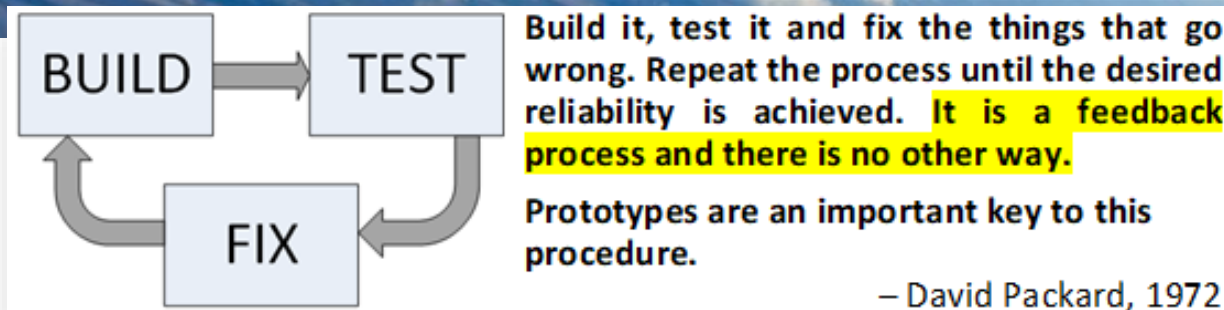 BUILD
TEST
FIX
Build it, test it and fix the things that go
wrong. Repeat the process until the desired
reliability is achieved. It is a feedback
process and there is no other way.
Prototypes are an important key to this
procedure.
– David Packard, 1972